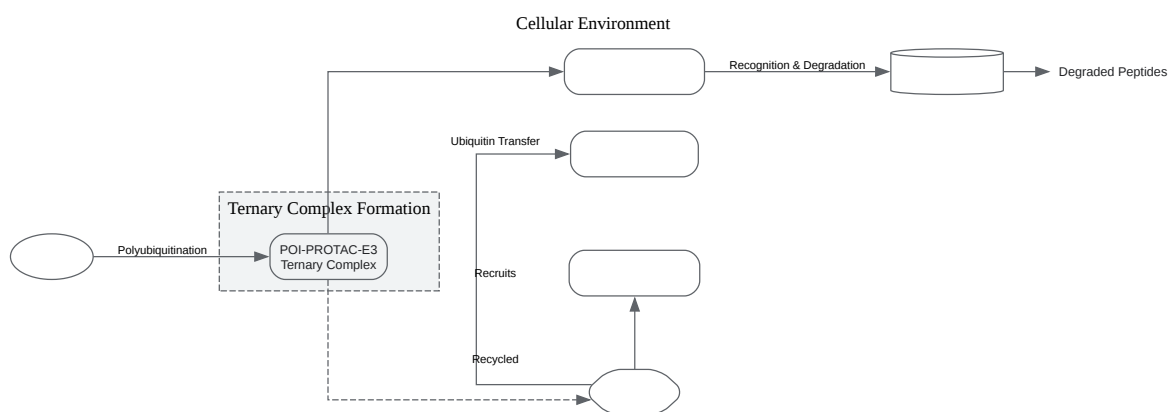 Cellular Environment
Recognition & Degradation
Degraded Peptides
Ubiquitin Transfer
Ternary Complex Formation
Polyubiquitination
POI-PROTAC-E3
Ternary Complex
Recruits
Recycled